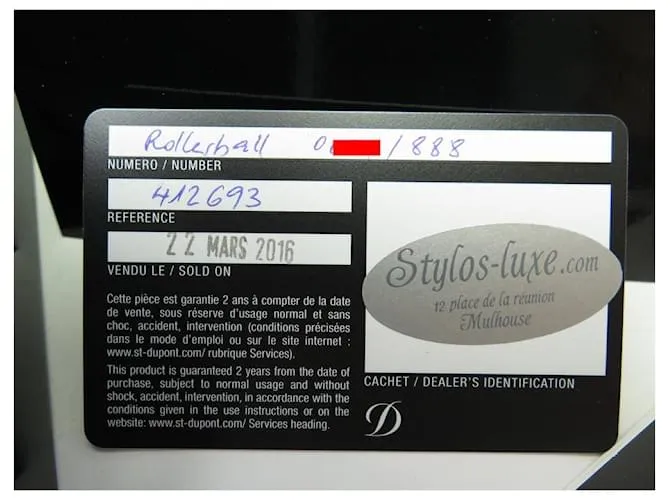 Rollerball 0 /888
NUMERO / NUMBER
412693
REFERENCE
22 MARS 2016
VENDU LE / SOLD ON
Cette pièce est garantie 2 ans à compter de la date
de vente, sous réserve d'usage normal et sans
choc, accident, intervention (conditions précisées
dans le mode d'emploi ou sur le site internet :
www.st-dupont.com/ rubrique Services).
This product is guaranteed 2 years from the date of
purchase, subject to normal usage and without
shock, accident, intervention, in accordance with the
conditions given in the use instructions or on the
website: www.st-dupont.com/ Services heading.
Stylos-luxe.com
12 place de la réunion
Mulhouse
CACHET / DEALER'S IDENTIFICATION
D